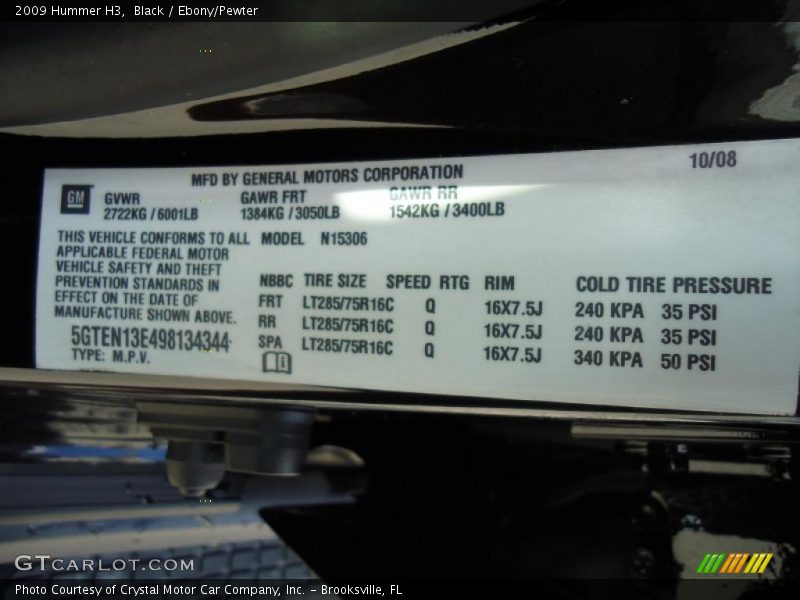 2009 Hummer H3, Black / Ebony/Pewter
10/08
MFD BY GENERAL MOTORS CORPORATION
GM
GVWR GAWR FRT GAWR RR
2722KG / 6001LB 1384KG / 3050LB 1542KG / 3400LB
THIS VEHICLE CONFORMS TO ALL MODEL N15306
APPLICABLE FEDERAL MOTOR
VEHICLE SAFETY AND THEFT
PREVENTION STANDARDS IN
EFFECT ON THE DATE OF
MANUFACTURE SHOWN ABOVE.
5GTEN13E498134344
TYPE: M.P.V.
NBBC TIRE SIZE SPEED RTG RIM COLD TIRE PRESSURE
FRT LT285/75R16C Q 16X7.5J 240 KPA 35 PSI
RR LT285/75R16C Q 16X7.5J 240 KPA 35 PSI
SPA LT285/75R16C Q 16X7.5J 340 KPA 50 PSI
GTCARLOT.COM
Photo Courtesy of Crystal Motor Car Company, Inc. - Brooksville, FL